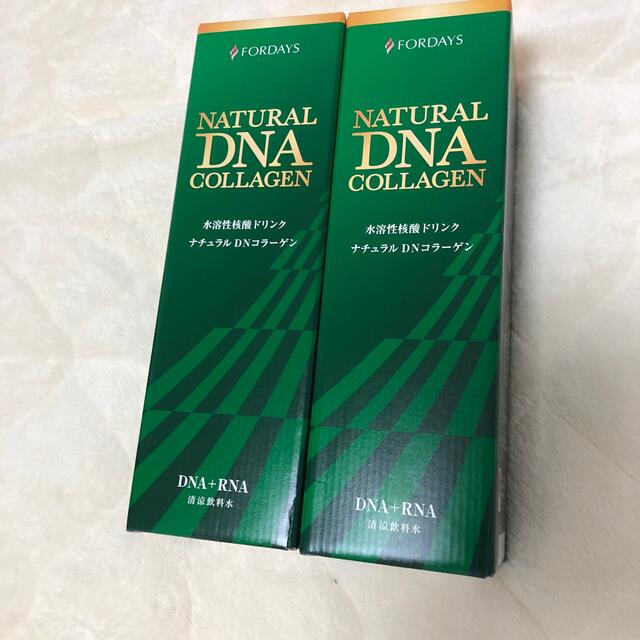 FORDAYS
NATURAL
DNA
COLLAGEN
水溶性核酸ドリンク
ナチュラル DNコラーゲン
DNA+RNA
清涼飲料水
FORDAYS
NATURAL
DNA
COLLAGEN
水溶性核酸ドリンク
ナチュラル DNコラーゲン
DNA+RNA
清涼飲料水